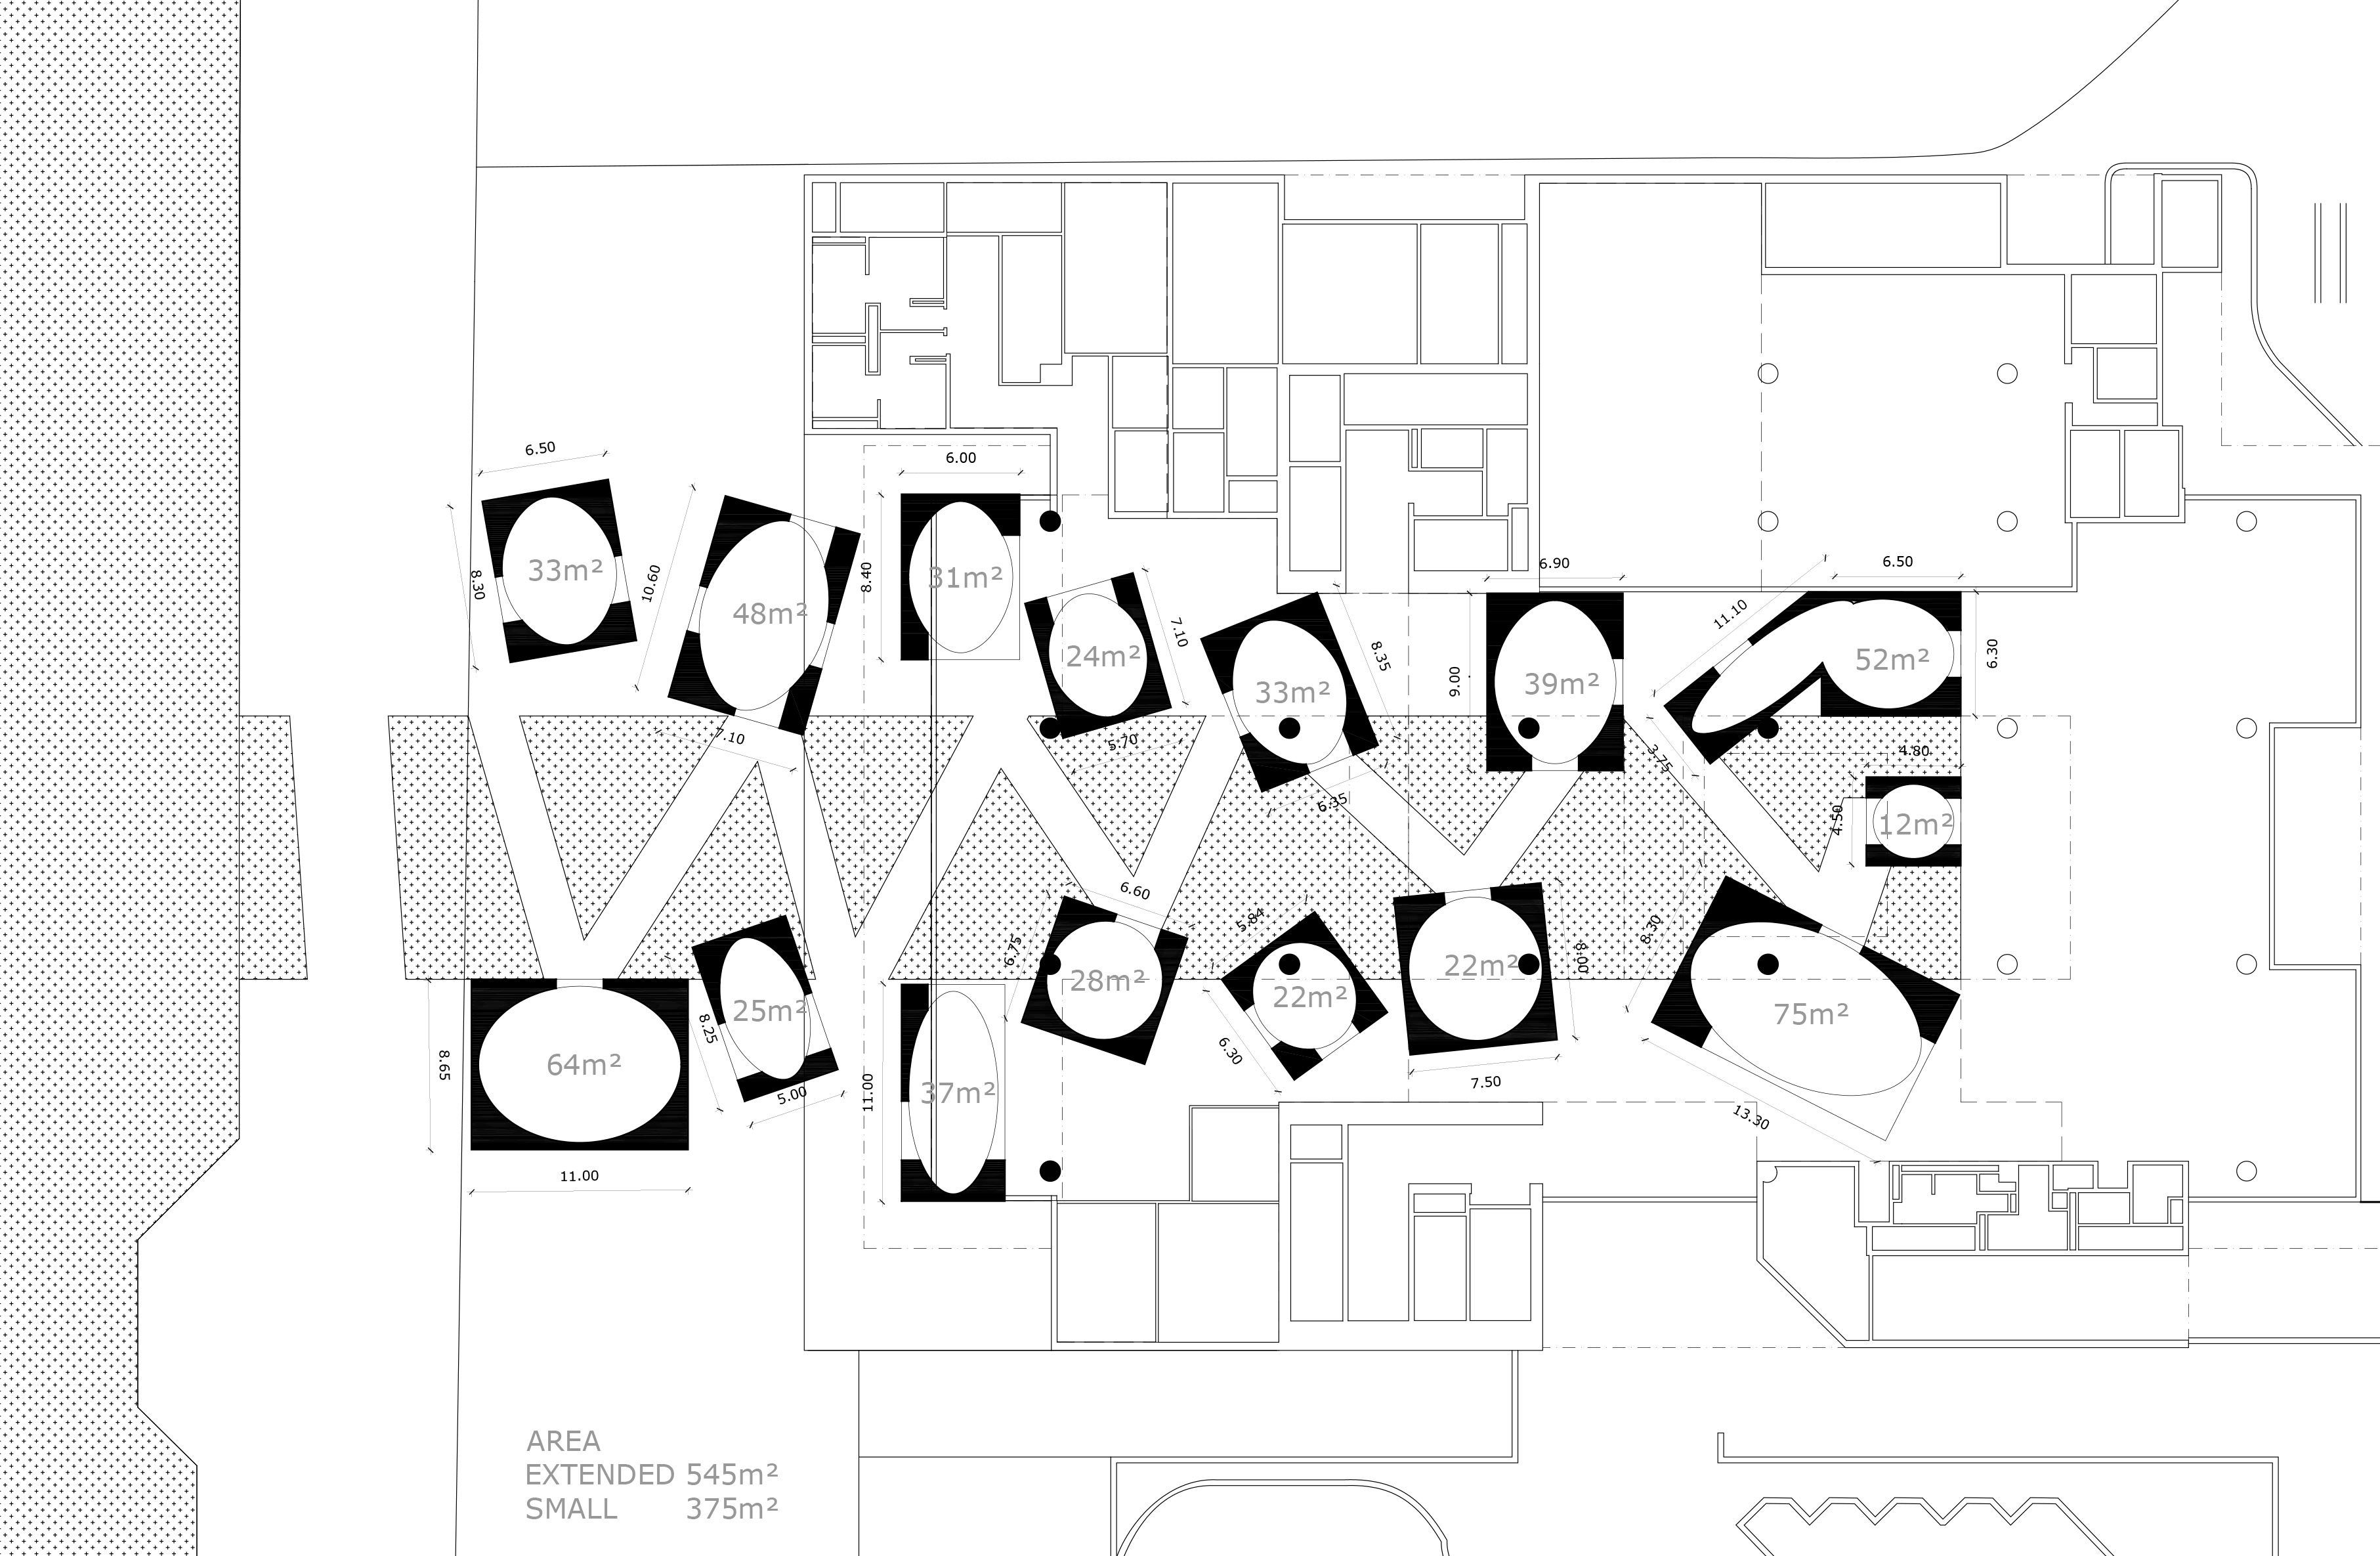 6.50
6.00
8.30
33m²
10.60
48m²
8.40
31m²
24m²
7.10
33m²
8.35
6.90
9.00
39m²
11.10
6.50
52m²
6.30
7.10
5.70
6.35
3.75
4.80
4.50
12m²
6.60
6.75
28m²
5.84
22m²
6.30
22m²
8.00
7.50
8.30
75m²
13.30
8.65
64m²
11.00
25m²
8.25
5.00
11.00
37m²
AREA
EXTENDED 545m²
SMALL 375m²